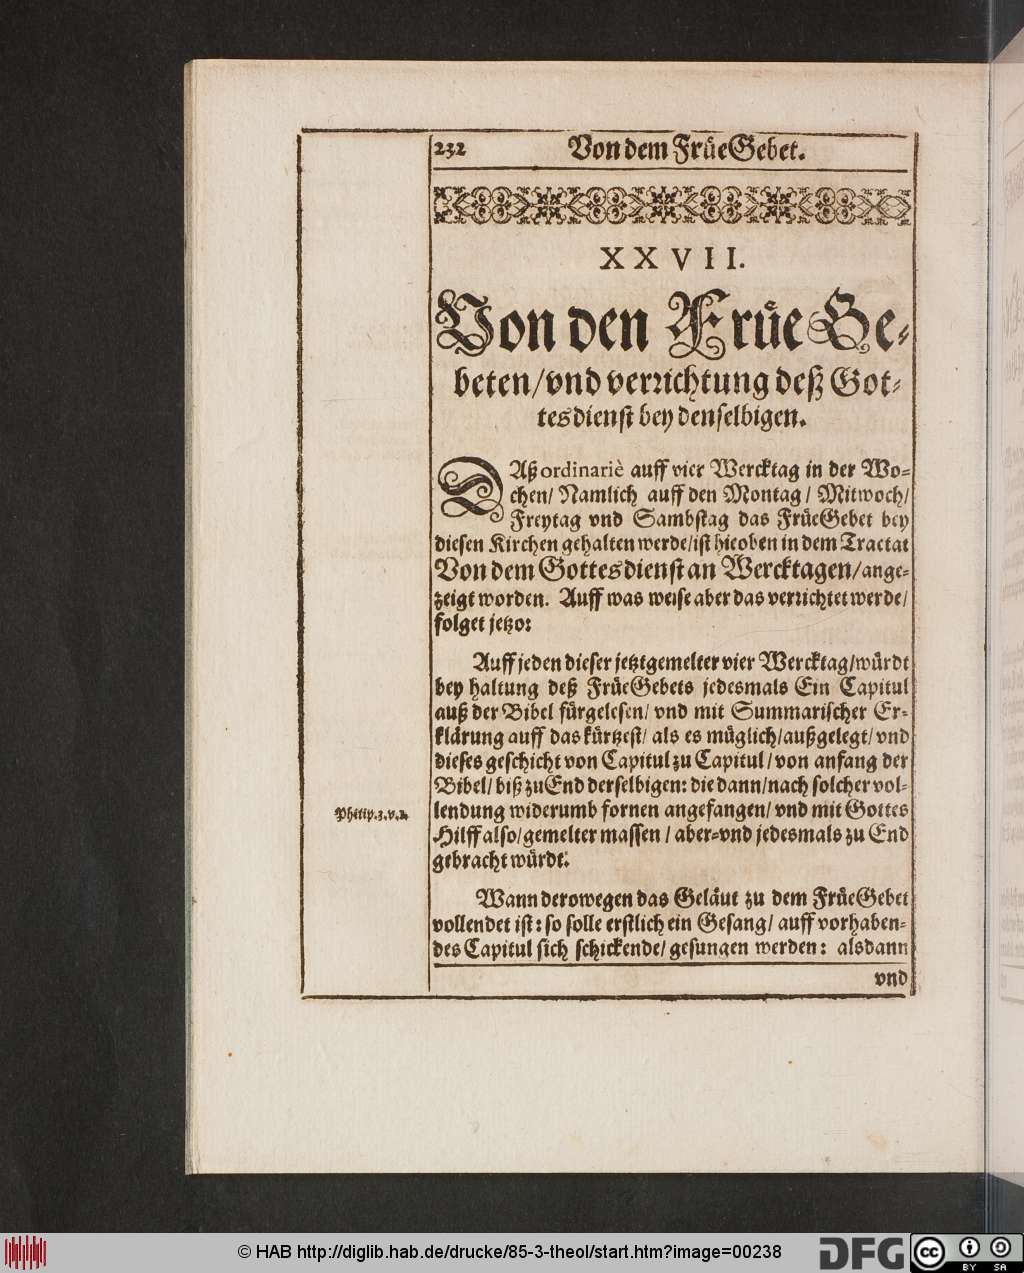 232 Von dem FrüeGebet.
XXVII.
Von den Früe Ge-
beten/ vnd verrichtung deß Got-
tesdienst bey denselbigen.
DAß ordinariè auff vier Wercktag in der Wo-
chen/ Namlich auff den Montag/ Mitwoch/
Freytag vnd Sambstag das FrüeGebet bey
diesen Kirchen gehalten werde/ ist hieoben in dem Tractat
Von dem Gottesdienst an Wercktagen/ ange-
zeigt worden. Auff was weise aber das verrichtet werde/
folget jetzo:
Auff jeden dieser jetztgemelter vier Wercktag/ würdt
bey haltung deß FrüeGebets jedesmals Ein Capitul
auß der Bibel fürgelesen/ vnd mit Summarischer Er-
klärung auff das kürtzest/ als es müglich/ außgelegt/ vnd
dieses geschicht von Capitul zu Capitul/ von anfang der
Bibel/ biß zu End derselbigen: die dann/ nach solcher vol-
Philip.3.v.1.
lendung widerumb fornen angefangen/ vnd mit Gottes
Hilff also/ gemelter massen/ aber-vnd jedesmals zu End
gebracht würdt.
Wann derowegen das Geläut zu dem FrüeGebet
vollendet ist: so solle erstlich ein Gesang/ auff vorhaben-
des Capitul sich schickende/ gesungen werden: alsdann
vnd
© HAB http://diglib.hab.de/drucke/85-3-theol/start.htm?image=00238
DFG
cc
BY SA